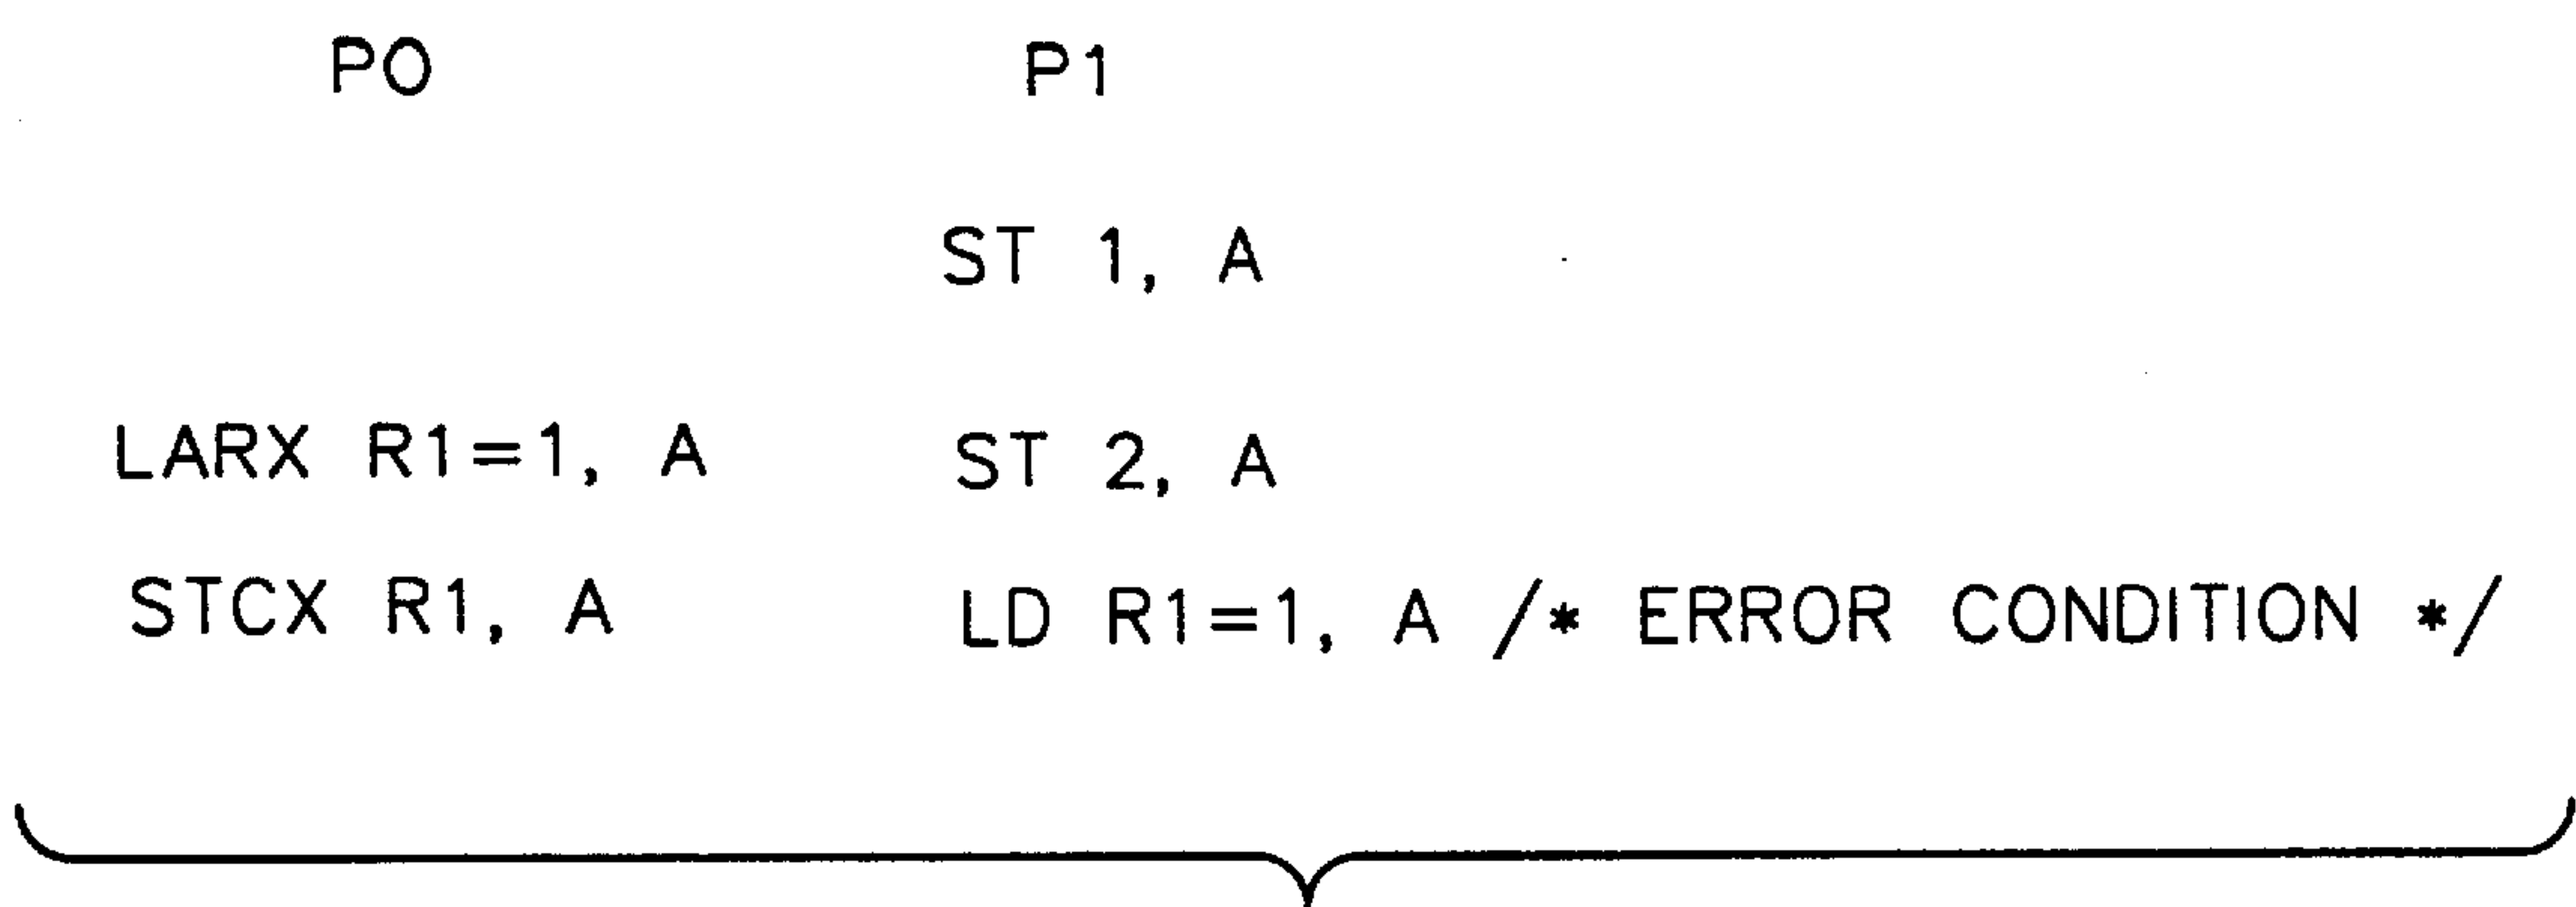 P0 P1
ST 1, A
LARX R1=1, A ST 2, A
STCX R1, A LD R1=1, A /* ERROR CONDITION */